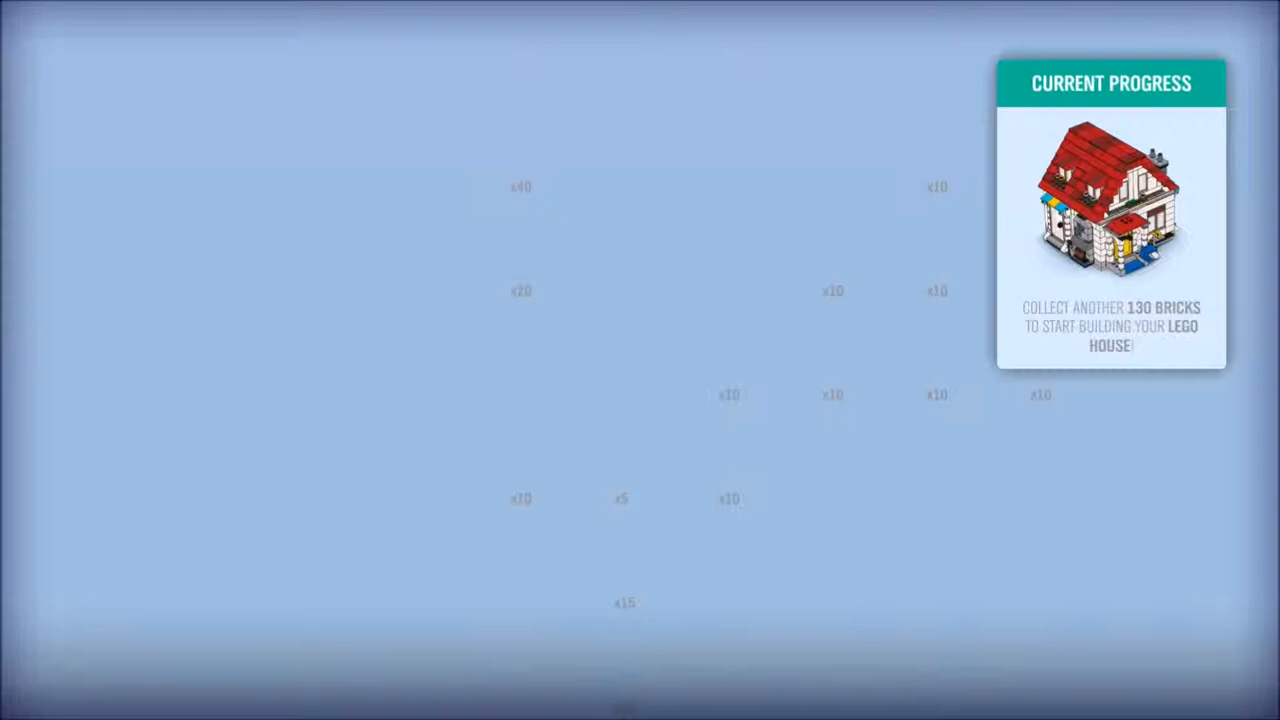 CURRENT PROGRESS
x40
x10
x20
x10
x10
COLLECT ANOTHER 130 BRICKS
TO START BUILDING YOUR LEGO
HOUSE
x10
x10
x10
x10
x10
x5
x10
x15